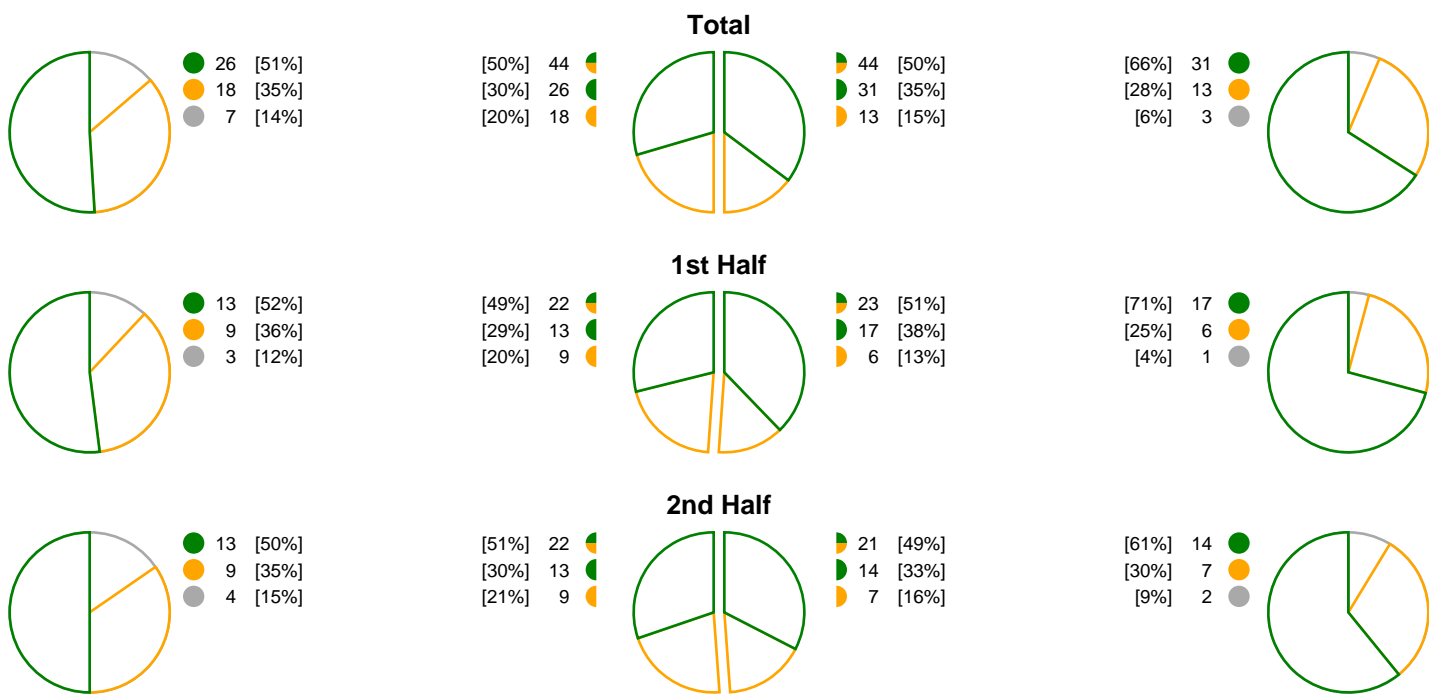 Total
26 [51%] [50%] 44 44 [50%] [66%] 31
18 [35%] [30%] 26 31 [35%] [28%] 13
7 [14%] [20%] 18 13 [15%] [6%] 3
1st Half
13 [52%] [49%] 22 23 [51%] [71%] 17
9 [36%] [29%] 13 17 [38%] [25%] 6
3 [12%] [20%] 9 6 [13%] [4%] 1
2nd Half
13 [50%] [51%] 22 21 [49%] [61%] 14
9 [35%] [30%] 13 14 [33%] [30%] 7
4 [15%] [21%] 9 7 [16%] [9%] 2